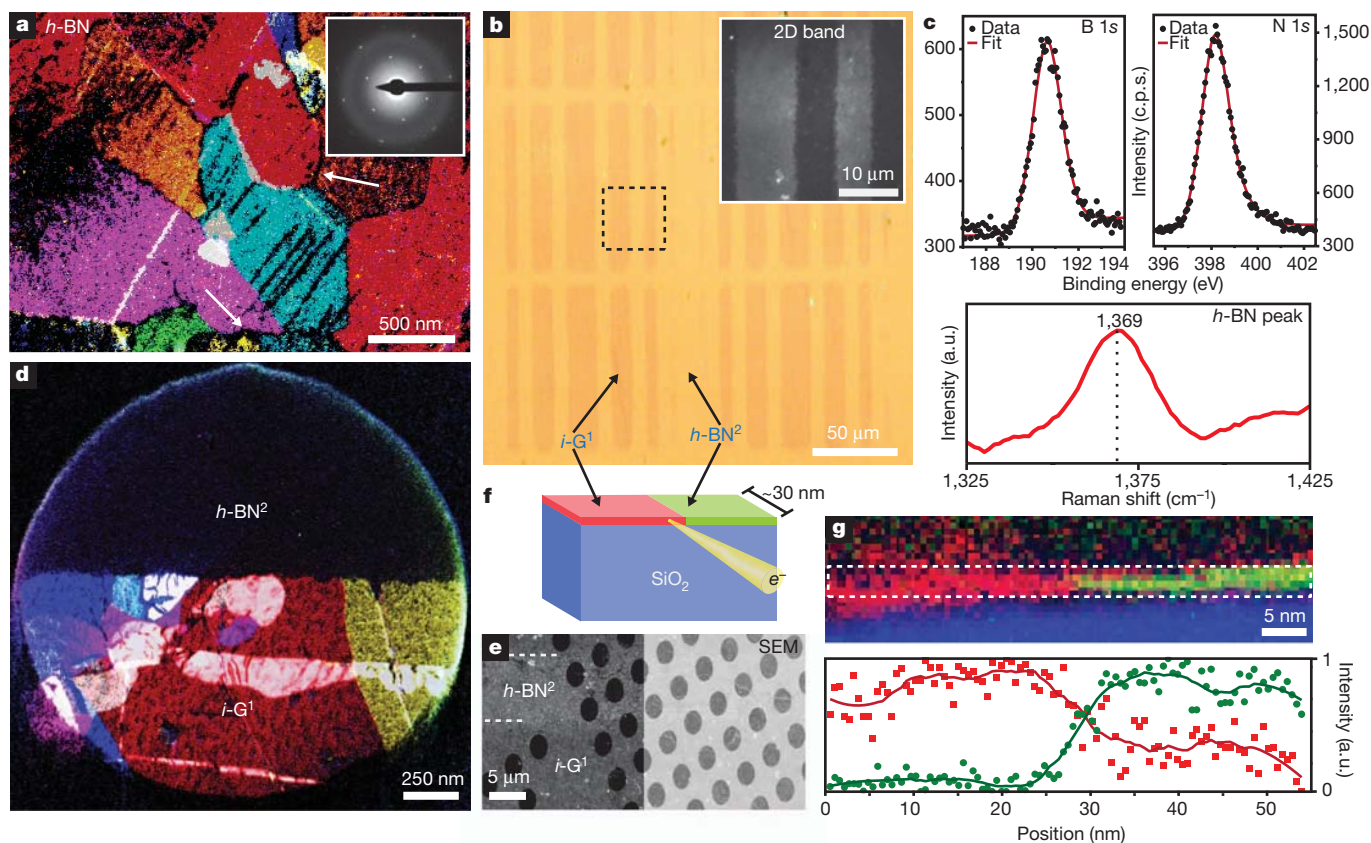 a
h-BN
500 nm
b
2D band
10 μm
i-G¹
h-BN²
50 μm
c
Data
Fit
B 1s
600
500
400
300
188 190 192 194
Data
Fit
N 1s
1,500
1,200
900
600
300
Intensity (c.p.s.)
396 398 400 402
Binding energy (eV)
h-BN peak
1,369
Intensity (a.u.)
1,325 1,375 1,425
Raman shift (cm⁻¹)
d
h-BN²
i-G¹
250 nm
f
~30 nm
SiO₂
e⁻
e
SEM
h-BN²
i-G¹
5 μm
g
5 nm
1
0
Intensity (a.u.)
0 10 20 30 40 50
Position (nm)